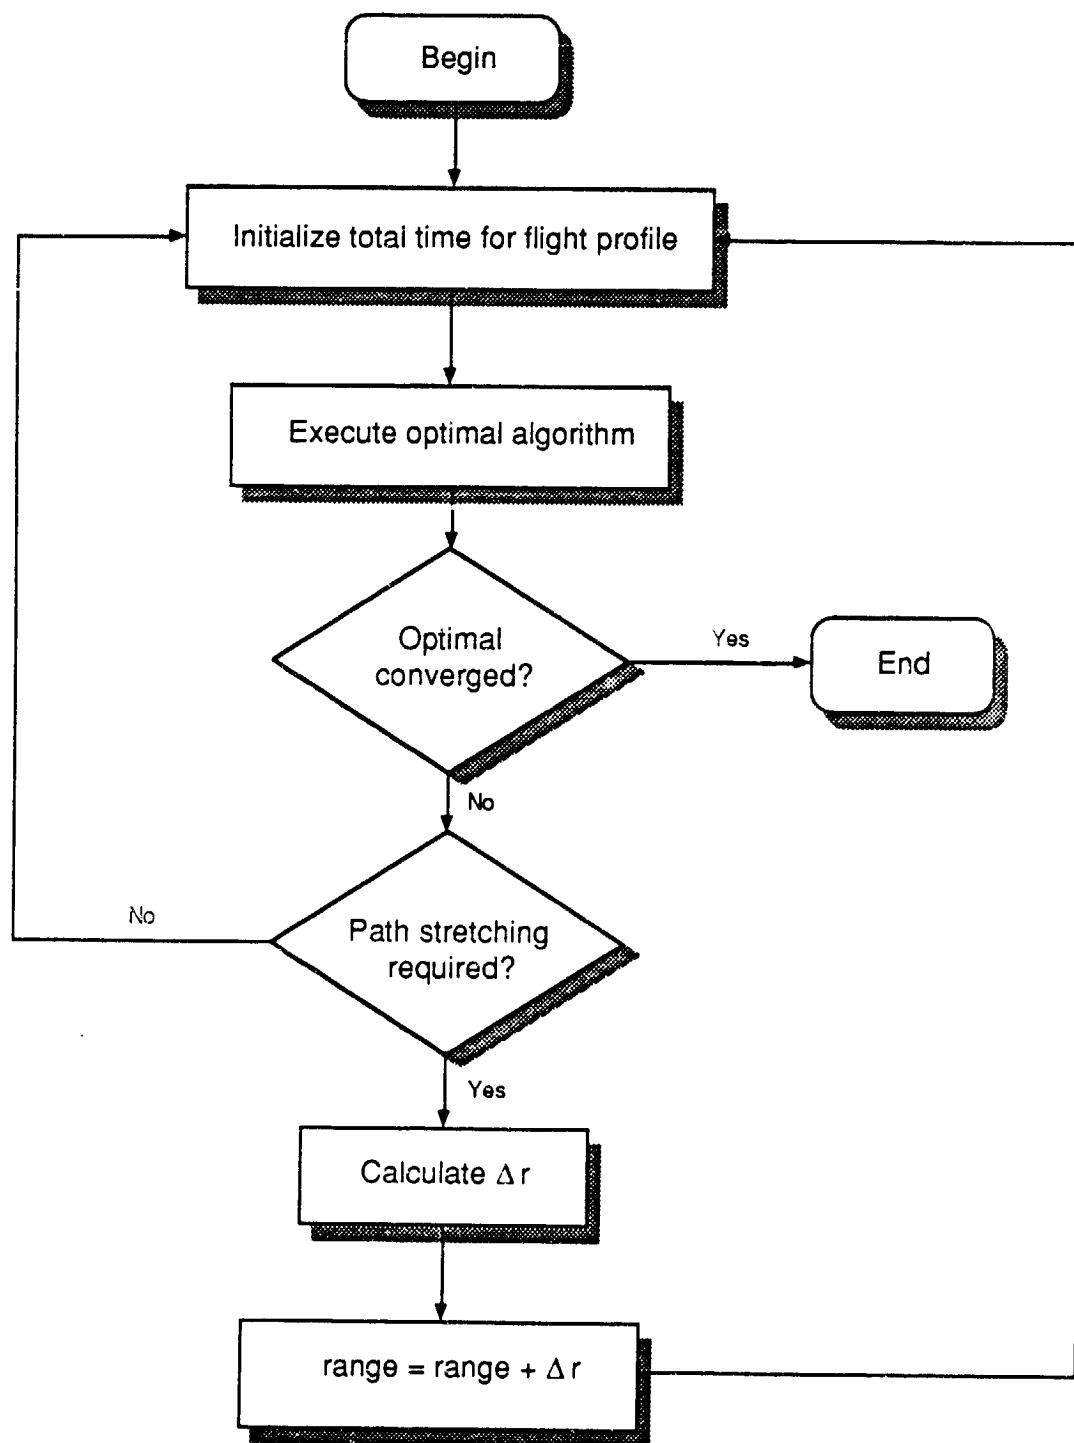 Begin
Initialize total time for flight profile
Execute optimal algorithm
Optimal
converged?
Yes
End
No
No
Path stretching
required?
Yes
Calculate Δ r
range = range + Δ r